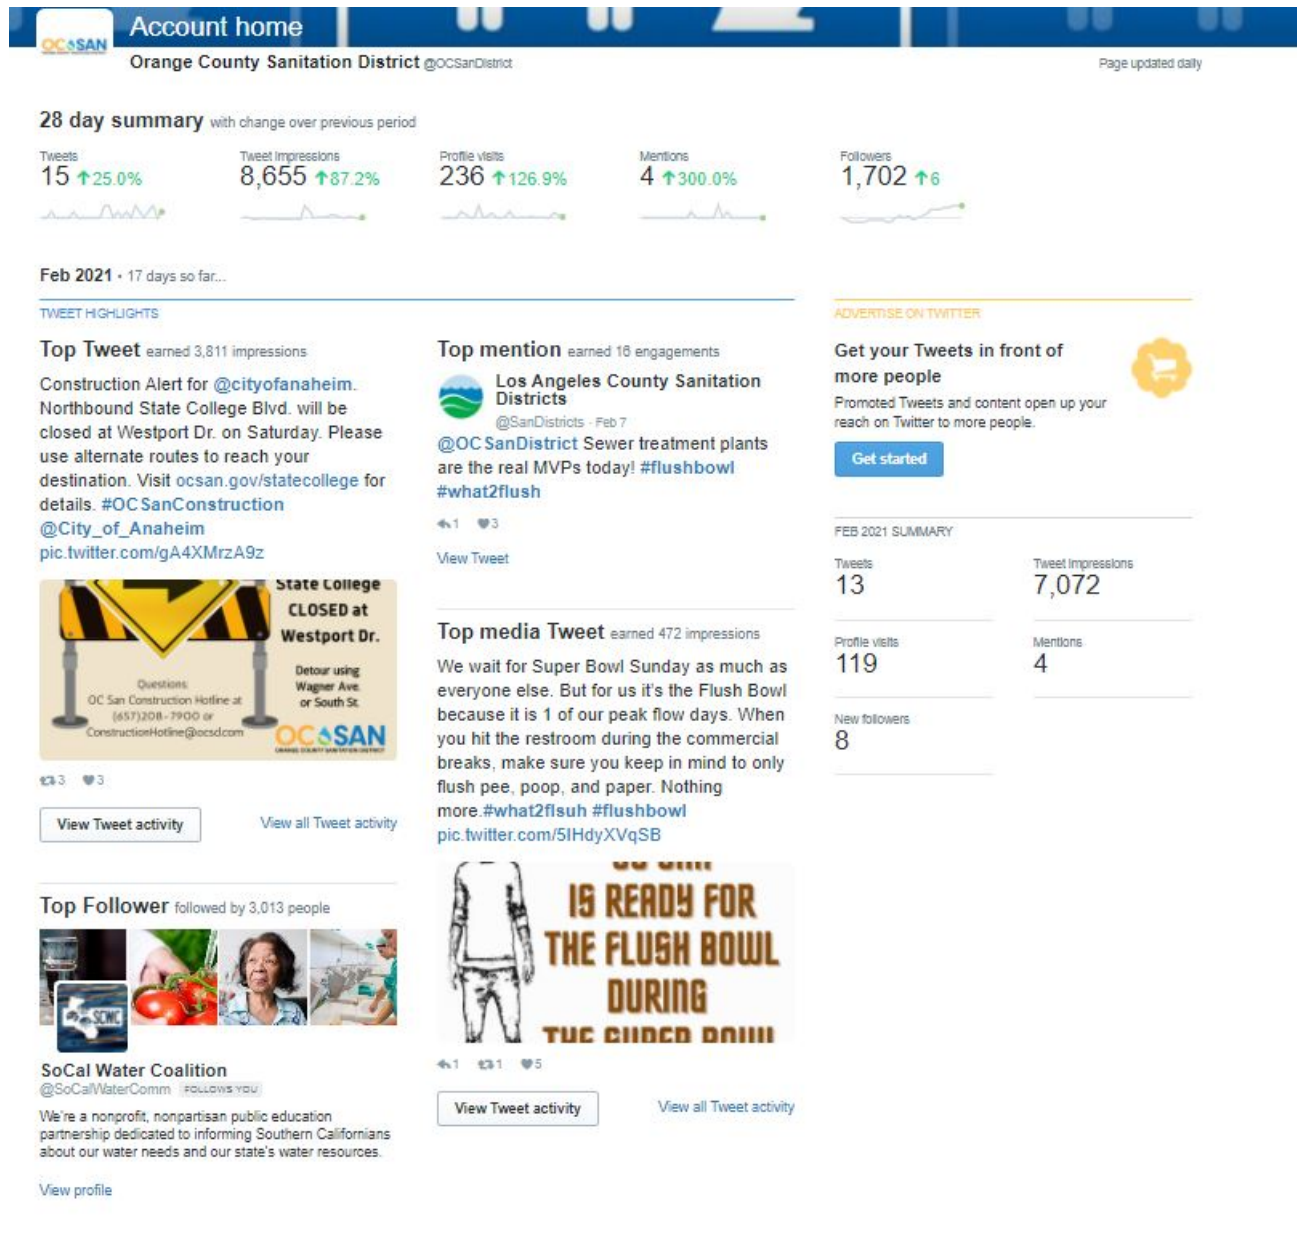 Account home
OC SAN
Orange County Sanitation District @OCSanDistrict
Page updated daily
28 day summary with change over previous period
Tweets
15 ↑25.0%
Tweet impressions
8,655 ↑87.2%
Profile visits
236 ↑126.9%
Mentions
4 ↑300.0%
Followers
1,702 ↑6
Feb 2021 • 17 days so far...
TWEET HIGHLIGHTS
Top Tweet earned 3,811 impressions
Construction Alert for @cityofanaheim.
Northbound State College Blvd. will be
closed at Westport Dr. on Saturday. Please
use alternate routes to reach your
destination. Visit ocsan.gov/statecollege for
details. #OCSanConstruction
@City_of_Anaheim
pic.twitter.com/gA4XMrzA9z
State College
CLOSED at
Westport Dr.
Detour using
Wagner Ave.
or South St.
Questions:
OC San Construction Hotline at
(657)208-7900 or
ConstructionHotline@ocsd.com
OC SAN
ORANGE COUNTY SANITATION DISTRICT
3 3
View Tweet activity
View all Tweet activity
Top Follower followed by 3,013 people
SCWC
SoCal Water Coalition
@SoCalWaterComm FOLLOWS YOU
We're a nonprofit, nonpartisan public education
partnership dedicated to informing Southern Californians
about our water needs and our state's water resources.
View profile
Top mention earned 16 engagements
Los Angeles County Sanitation
Districts
@SanDistricts · Feb 7
@OCSanDistrict Sewer treatment plants
are the real MVPs today! #flushbowl
#what2flush
1 3
View Tweet
Top media Tweet earned 472 impressions
We wait for Super Bowl Sunday as much as
everyone else. But for us it's the Flush Bowl
because it is 1 of our peak flow days. When
you hit the restroom during the commercial
breaks, make sure you keep in mind to only
flush pee, poop, and paper. Nothing
more.#what2flsuh #flushbowl
pic.twitter.com/5IHdyXVqSB
OC SAN
IS READY FOR
THE FLUSH BOWL
DURING
THE SUPER BOWL
1 1 5
View Tweet activity
View all Tweet activity
ADVERTISE ON TWITTER
Get your Tweets in front of
more people
Promoted Tweets and content open up your
reach on Twitter to more people.
Get started
FEB 2021 SUMMARY
Tweets
13
Tweet impressions
7,072
Profile visits
119
Mentions
4
New followers
8